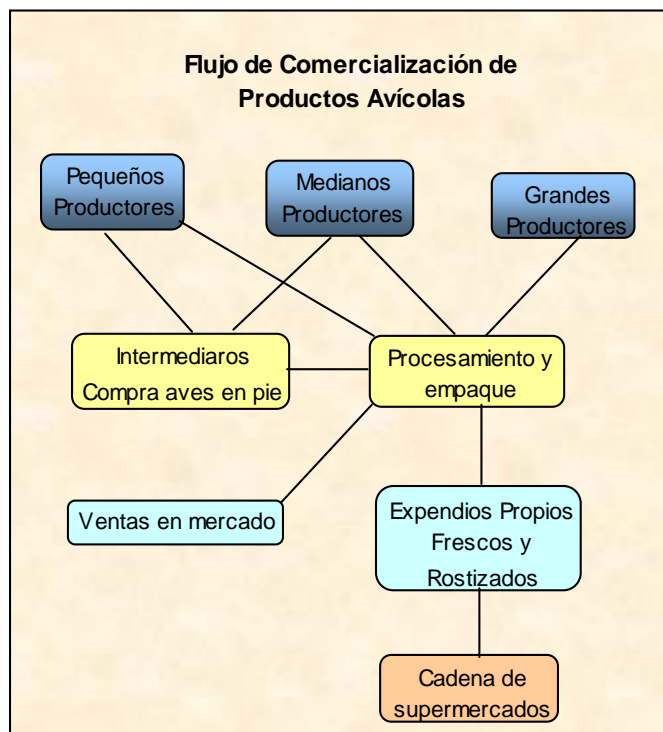 Flujo de Comercialización de
Productos Avícolas
Pequeños
Productores
Medianos
Productores
Grandes
Productores
Intermediaros
Compra aves en pie
Procesamiento y
empaque
Ventas en mercado
Expendios Propios
Frescos y
Rostizados
Cadena de
supermercados